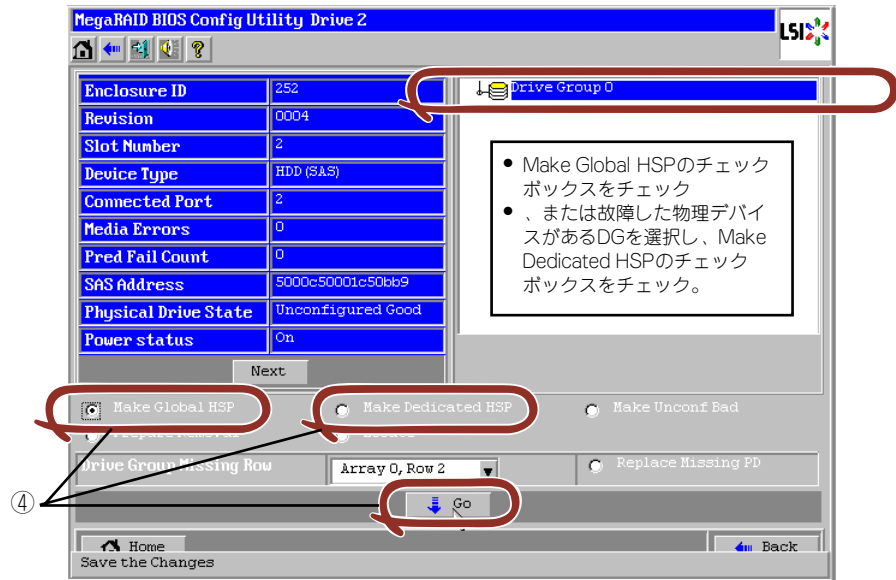 MegaRAID BIOS Config Utility Drive 2
LSI
Enclosure ID 252
Revision 0004
Slot Number 2
Device Type HDD (SAS)
Connected Port 2
Media Errors 0
Pred Fail Count 0
SAS Address 5000c50001c50bb9
Physical Drive State Unconfigured Good
Power status On
Next
Drive Group 0
• Make Global HSPのチェック
ボックスをチェック
• 、または故障した物理デバイ
スがあるDGを選択し、Make
Dedicated HSPのチェック
ボックスをチェック。
Make Global HSP Make Dedicated HSP Make Unconf Bad
Prepare Removal Locate
Drive Group Missing Row Array 0, Row 2 Replace Missing PD
④
Go
Home Back
Save the Changes